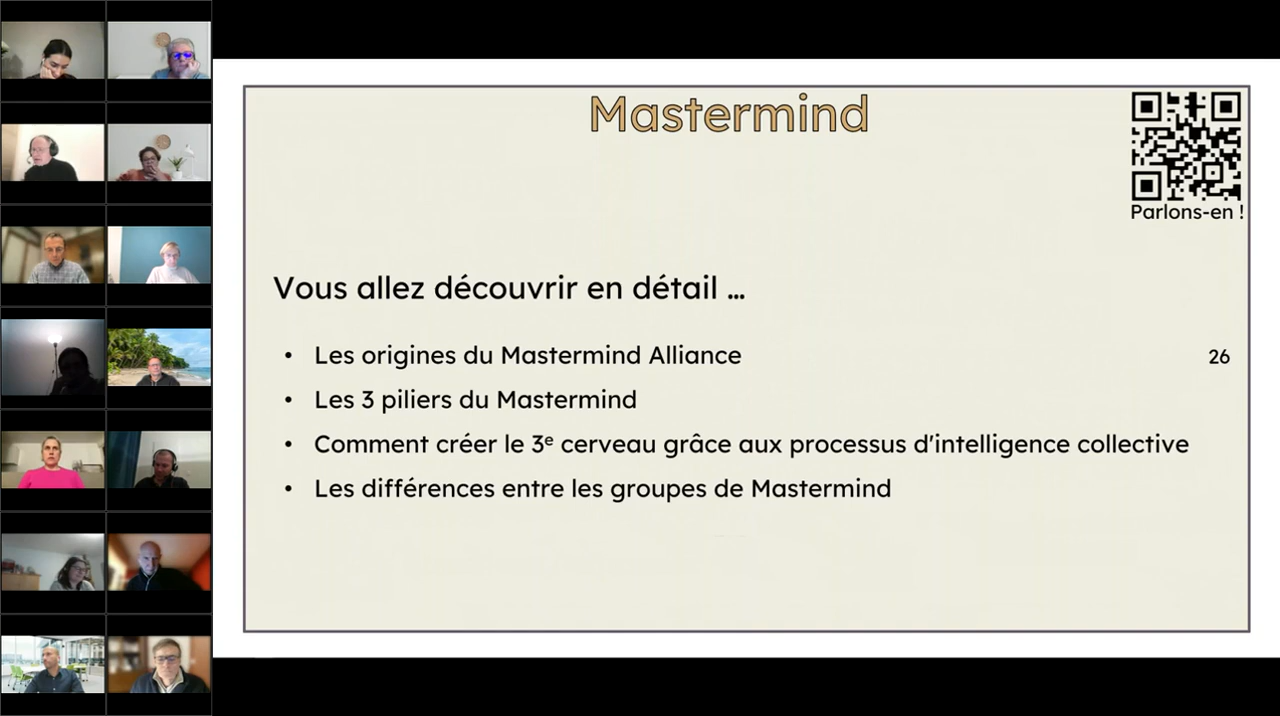 Mastermind
Parlons-en !
Vous allez découvrir en détail ...
• Les origines du Mastermind Alliance
26
• Les 3 piliers du Mastermind
• Comment créer le 3ᵉ cerveau grâce aux processus d'intelligence collective
• Les différences entre les groupes de Mastermind